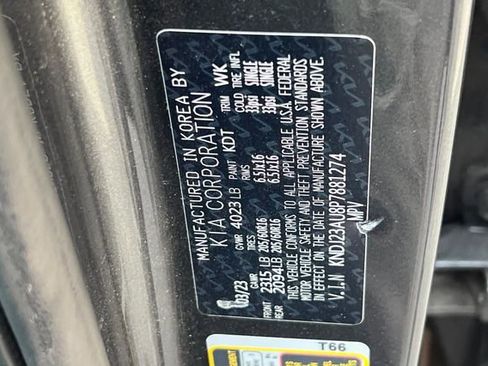 MANUFACTURED IN KOREA BY
KIA CORPORATION
03/23 GVWR 4023 LB PAINT KDT TRIM WK
GAWR TIRES RIMS COLD TIRE INFL
FRONT 2315 LB 205/60R16 6.5Jx16 33psi SINGLE
REAR 2094LB 205/60R16 6.5Jx16 33psi SINGLE
THIS VEHICLE CONFORMS TO ALL APPLICABLE U.S.A FEDERAL
MOTOR VEHICLE SAFETY AND THEFT PREVENTION STANDARDS
IN EFFECT ON THE DATE OF MANUFACTURE SHOWN ABOVE.
V.I.N KNDJ23AU8P7881274
MPV
T66